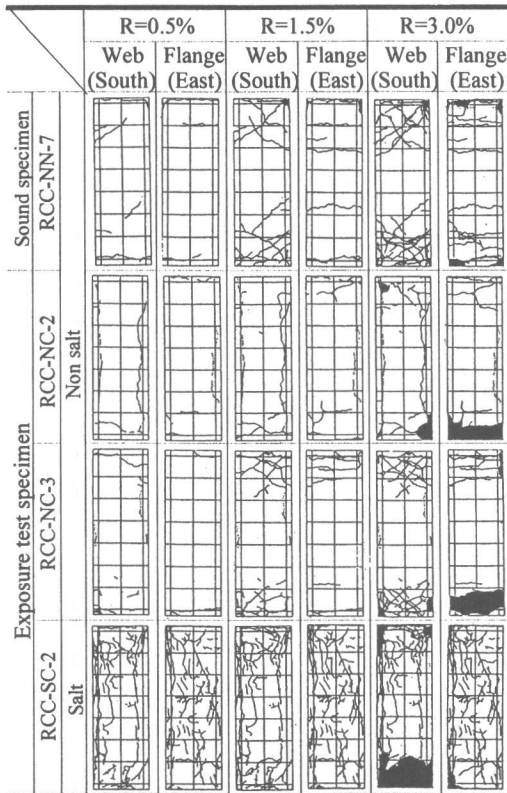 R=0.5% R=1.5% R=3.0%
Web Flange Web Flange Web Flange
(South) (East) (South) (East) (South) (East)
Sound specimen
RCC-NN-7
Exposure test specimen
RCC-NC-2
Non salt
RCC-NC-3
RCC-SC-2
Salt